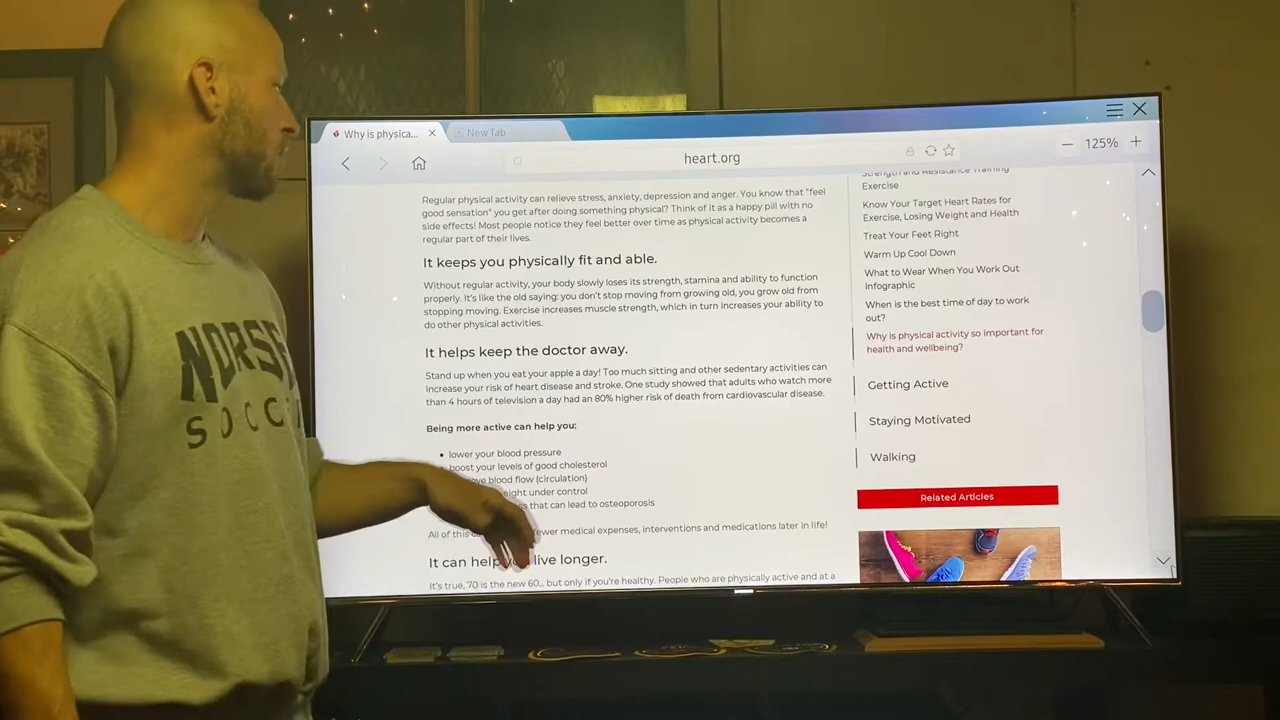 Why is physica...
New Tab
heart.org
125%
Regular physical activity can relieve stress, anxiety, depression and anger. You know that "feel
good sensation" you get after doing something physical? Think of it as a happy pill with no
side effects! Most people notice they feel better over time as physical activity becomes a
regular part of their lives.
It keeps you physically fit and able.
Without regular activity, your body slowly loses its strength, stamina and ability to function
properly. It's like the old saying: you don't stop moving from growing old, you grow old from
stopping moving. Exercise increases muscle strength, which in turn increases your ability to
do other physical activities.
It helps keep the doctor away.
Stand up when you eat your apple a day! Too much sitting and other sedentary activities can
increase your risk of heart disease and stroke. One study showed that adults who watch more
than 4 hours of television a day had an 80% higher risk of death from cardiovascular disease.
Being more active can help you:
lower your blood pressure
boost your levels of good cholesterol
blood flow (circulation)
under control
that can lead to osteoporosis
All of this fewer medical expenses, interventions and medications later in life!
It can help live longer.
It's true, 70 is the new 60... but only if you're healthy. People who are physically active and at a
Strength and Resistance Training
Exercise
Know Your Target Heart Rates for
Exercise, Losing Weight and Health
Treat Your Feet Right
Warm Up Cool Down
What to Wear When You Work Out
Infographic
When is the best time of day to work
out?
Why is physical activity so important for
health and wellbeing?
Getting Active
Staying Motivated
Walking
Related Articles
NORSE
SOCCE